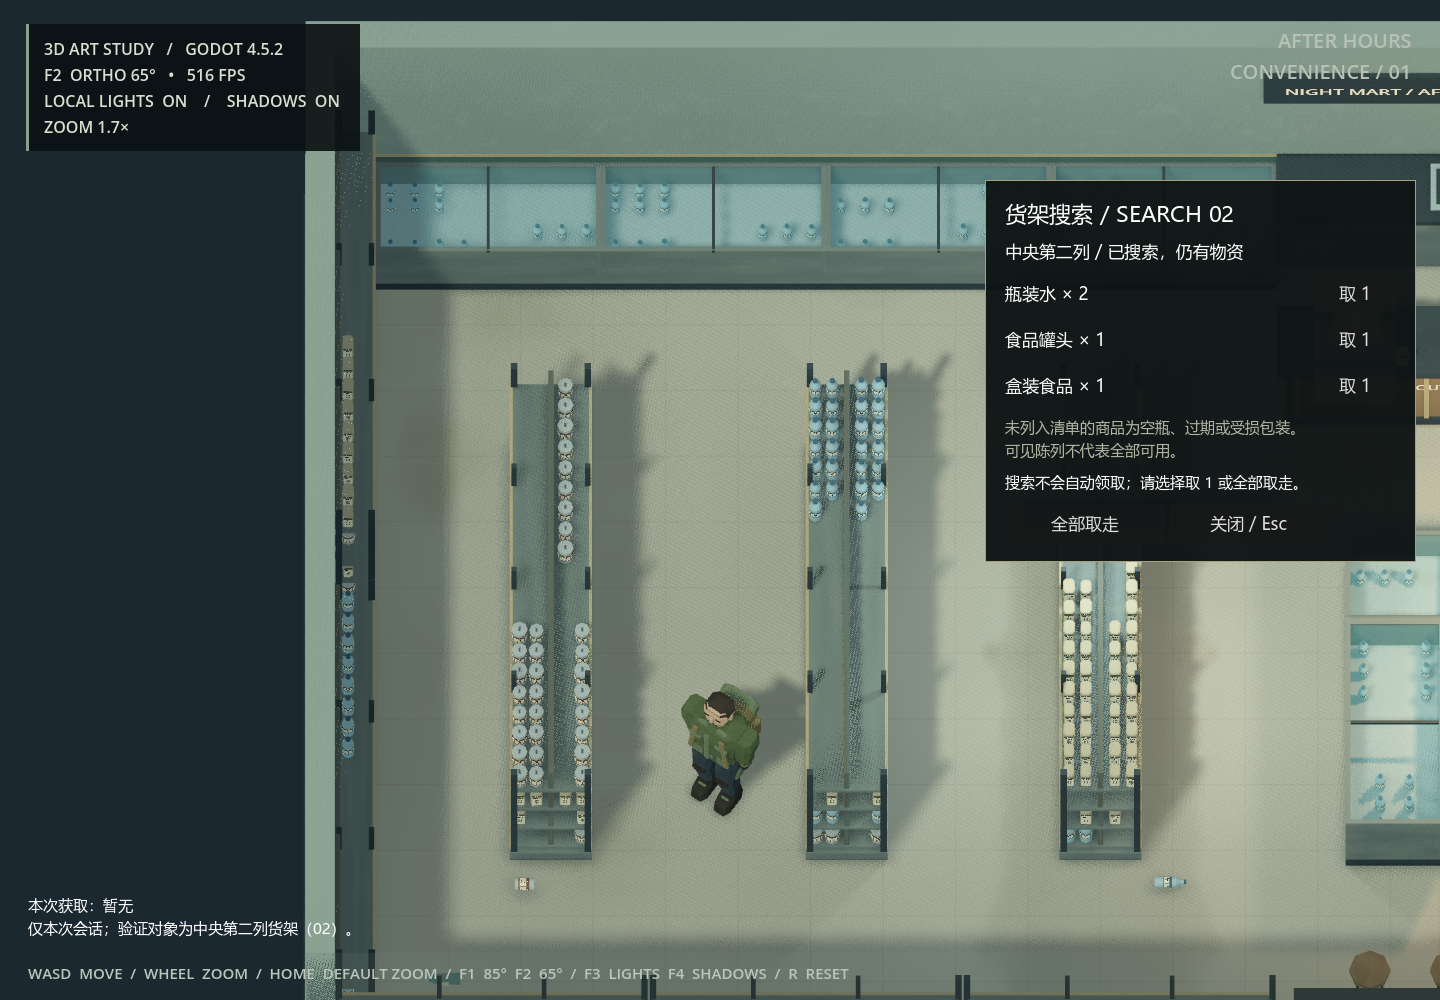 3D ART STUDY / GODOT 4.5.2
F2 ORTHO 65° • 516 FPS
LOCAL LIGHTS ON / SHADOWS ON
ZOOM 1.7×
AFTER HOURS
CONVENIENCE / 01
NIGHT MART / AF
货架搜索 / SEARCH 02
中央第二列 / 已搜索，仍有物资
瓶装水 × 2 取 1
食品罐头 × 1 取 1
盒装食品 × 1 取 1
未列入清单的商品为空瓶、过期或受损包装。
可见陈列不代表全部可用。
搜索不会自动领取；请选择取 1 或全部取走。
全部取走 关闭 / Esc
本次获取：暂无
仅本次会话；验证对象为中央第二列货架（02）。
WASD MOVE / WHEEL ZOOM / HOME DEFAULT ZOOM / F1 85° F2 65° / F3 LIGHTS F4 SHADOWS / R RESET